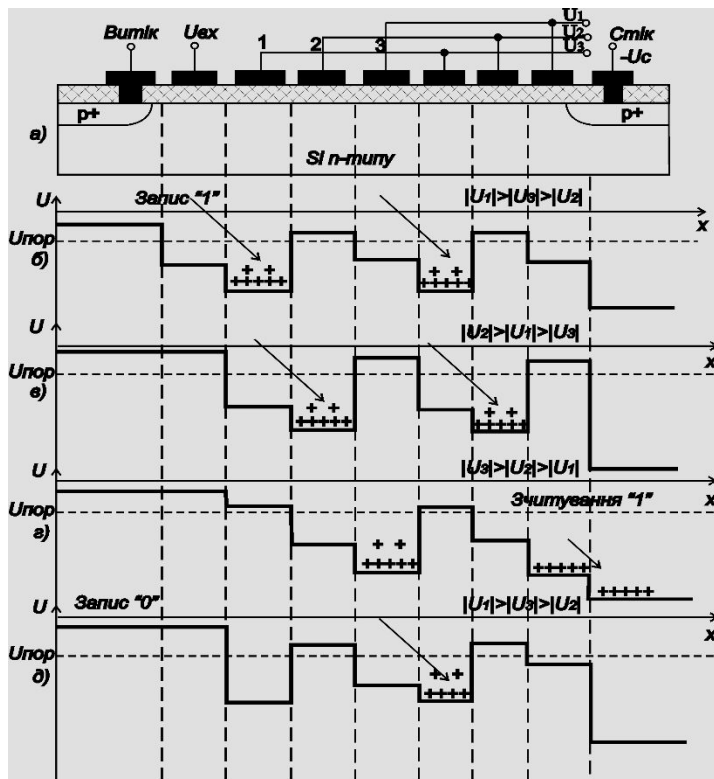 U₁
Витік Uвх U₂ Стік
1 2 3 U₃ –Uс
p+ p+
а)
Si n-типу
U Запис “1” |U₁|>|U₃|>|U₂|
x
Uпор
б)
+ +
+++++
+ +
+++++
U |U₂|>|U₁|>|U₃|
x
Uпор
в)
+ +
+++++
+ +
+++++
U |U₃|>|U₂|>|U₁|
Uпор Зчитування “1” x
г)
+ +
+++++
+++++
+++++
U Запис “0” |U₁|>|U₃|>|U₂|
x
Uпор
д)
+ +
++++